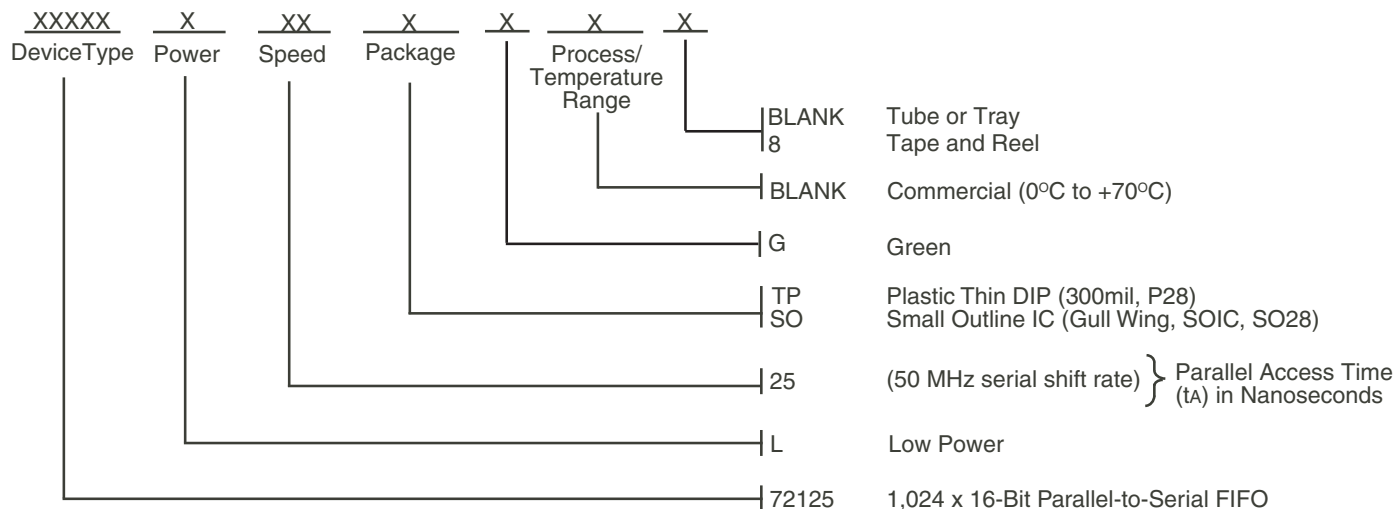 XXXXX X XX X X X X
DeviceType Power Speed Package Process/
Temperature
Range
BLANK Tube or Tray
8 Tape and Reel
BLANK Commercial (0ºC to +70ºC)
G Green
TP Plastic Thin DIP (300mil, P28)
SO Small Outline IC (Gull Wing, SOIC, SO28)
25 (50 MHz serial shift rate) } Parallel Access Time
(tA) in Nanoseconds
L Low Power
72125 1,024 x 16-Bit Parallel-to-Serial FIFO